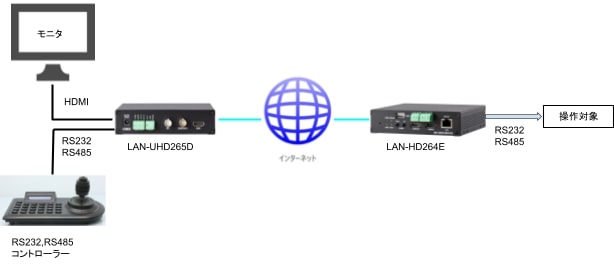 モニタ
HDMI
RS232
RS485
LAN-UHD265D
インターネット
LAN-HD264E
RS232
RS485
操作対象
RS232,RS485
コントローラー